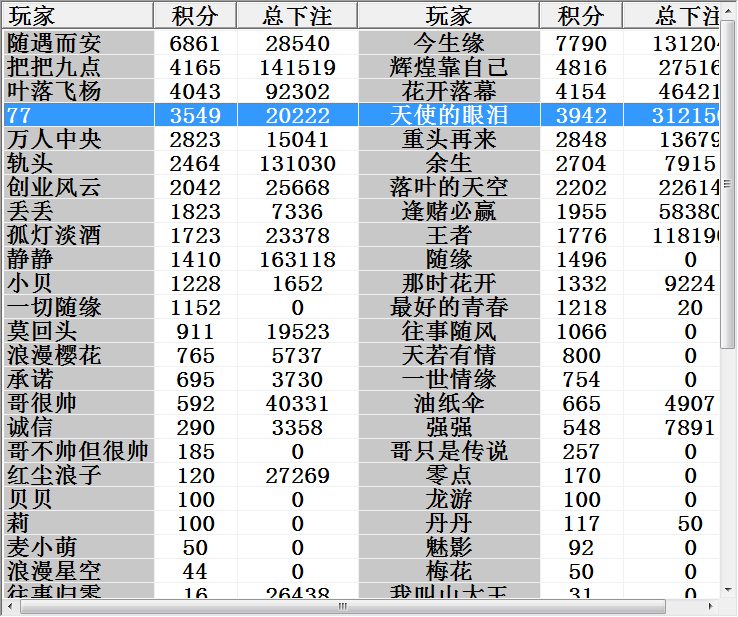 玩家 积分 总下注 玩家 积分 总下注
随遇而安 6861 28540 今生缘 7790 13120
把把九点 4165 141519 辉煌靠自己 4816 27516
叶落飞杨 4043 92302 花开落幕 4154 46421
77 3549 20222 天使的眼泪 3942 31215
万人中央 2823 15041 重头再来 2848 13679
轨头 2464 131030 余生 2704 7915
创业风云 2042 25668 落叶的天空 2202 22614
丢丢 1823 7336 逢赌必赢 1955 58380
孤灯淡酒 1723 23378 王者 1776 11819
静静 1410 163118 随缘 1496 0
小贝 1228 1652 那时花开 1332 9224
一切随缘 1152 0 最好的青春 1218 20
莫回头 911 19523 往事随风 1066 0
浪漫樱花 765 5737 天若有情 800 0
承诺 695 3730 一世情缘 754 0
哥很帅 592 40331 油纸伞 665 4907
诚信 290 3358 强强 548 7891
哥不帅但很帅 185 0 哥只是传说 257 0
红尘浪子 120 27269 零点 170 0
贝贝 100 0 龙游 100 0
莉 100 0 丹丹 117 50
麦小萌 50 0 魅影 92 0
浪漫星空 44 0 梅花 50 0
往事归零 16 26438 我叫山大王 31 0